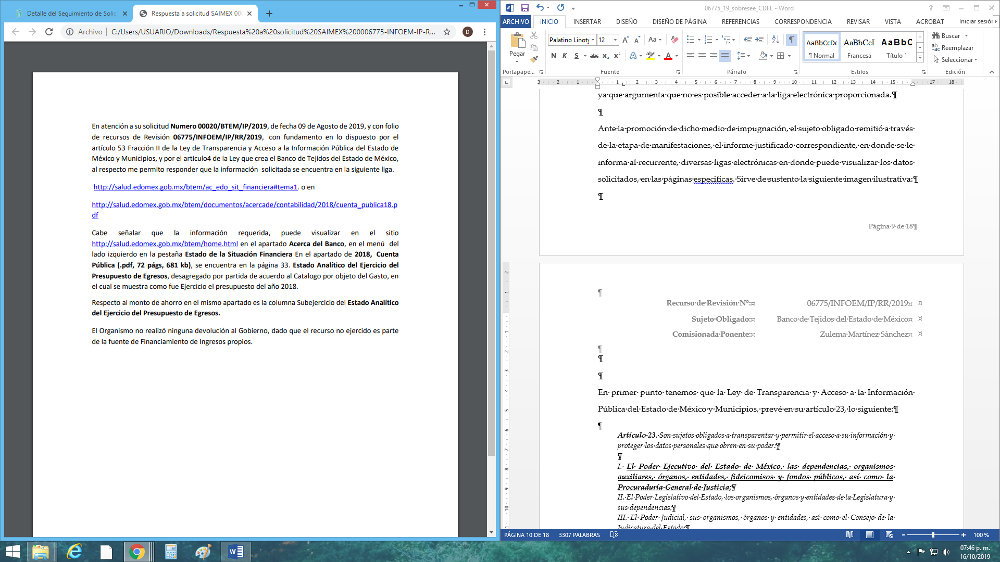 Detalle del Seguimiento de Solic
Respuesta a solicitud SAIMEX 00
Archivo
C:/Users/USUARIO/Downloads/Respuesta%20a%20solicitud%20SAIMEX%200006775-INFOEM-IP-R...
D
En atención a su solicitud Numero 00020/BTEM/IP/2019, de fecha 09 de Agosto de 2019, y con folio
de recursos de Revisión 06775/INFOEM/IP/RR/2019, con fundamento en lo dispuesto por el
artículo 53 Fracción II de la Ley de Transparencia y Acceso a la Información Pública del Estado de
México y Municipios, y por el articulo4 de la Ley que crea el Banco de Tejidos del Estado de México,
al respecto me permito responder que la información solicitada se encuentra en la siguiente liga.
http://salud.edomex.gob.mx/btem/ac_edo_sit_financiera#tema1. o en
http://salud.edomex.gob.mx/btem/documentos/acercade/contabilidad/2018/cuenta_publica18.p
df
Cabe señalar que la información requerida, puede visualizar en el sitio
http://salud.edomex.gob.mx/btem/home.html en el apartado Acerca del Banco, en el menú del
lado izquierdo en la pestaña Estado de la Situación Financiera En el apartado de 2018, Cuenta
Pública (.pdf, 72 págs, 681 kb), se encuentra en la página 33. Estado Analítico del Ejercicio del
Presupuesto de Egresos, desagregado por partida de acuerdo al Catalogo por objeto del Gasto, en
el cual se muestra como fue Ejercicio el presupuesto del año 2018.
Respecto al monto de ahorro en el mismo apartado es la columna Subejercicio del Estado Analítico
del Ejercicio del Presupuesto de Egresos.
El Organismo no realizó ninguna devolución al Gobierno, dado que el recurso no ejercido es parte
de la fuente de Financiamiento de Ingresos propios.
06775_19_sobresee_CDFE - Word
ARCHIVO INICIO INSERTAR DISEÑO DISEÑO DE PÁGINA REFERENCIAS CORRESPONDENCIA REVISAR VISTA ACROBAT Iniciar sesión
Pegar
Portapape...
Palatino Linoty 12
N K S abc x₂ x²
Fuente
Párrafo
AaBbCcDc AaBbCcI AaBbC
¶ Normal Francesa Título 1
Estilos
Buscar
Reemplazar
Seleccionar
Edición
3 2 1 1 2 3 4 5 6 7 8 9 10 11 12 13 14 15 17 18
ya·que·argumenta·que·no·es·posible·acceder·a·la·liga·electrónica·proporcionada.¶
¶
Ante·la·promoción·de·dicho·medio·de·impugnación,·el·sujeto·obligado·remitió·a·través·
de·la·etapa·de·manifestaciones,·el·informe·justificado·correspondiente,·en·donde·se·le·
informa·al·recurrente,·diversas·ligas·electrónicas·en·donde·puede·visualizar·los·datos·
solicitados,·en·las·páginas·especificas.·Sirve·de·sustento·la·siguiente·imagen·ilustrativa:¶
¶
Página·9·de·18¶
¶
Recurso·de·Revisión·N°:¤ 06775/INFOEM/IP/RR/2019¤ ¤
Sujeto·Obligado:¤ Banco·de·Tejidos·del·Estado·de·México¤ ¤
Comisionada·Ponente:¤ Zulema·Martínez·Sánchez¤ ¤
¶
¶
¶
En· primer· punto· tenemos· que· la· Ley· de· Transparencia· y· Acceso· a· la· Información·
Pública·del·Estado·de·México·y·Municipios,·prevé·en·su·artículo·23,·lo·siguiente:¶
¶
Artículo·23.·Son·sujetos·obligados·a·transparentar·y·permitir·el·acceso·a·su·información·y·
proteger·los·datos·personales·que·obren·en·su·poder:¶
¶
I.· El· Poder· Ejecutivo· del· Estado· de· México,· las· dependencias,· organismos·
auxiliares,· órganos,· entidades,· fideicomisos· y· fondos· públicos,· así· como· la·
Procuraduría·General·de·Justicia;¶
II.·El·Poder·Legislativo·del·Estado,·los·organismos,·órganos·y·entidades·de·la·Legislatura·y·
sus·dependencias;¶
III.· El· Poder· Judicial,· sus· organismos,· órganos· y· entidades,· así· como· el· Consejo· de· la·
Judicatura·del·Estado;¶
PÁGINA 10 DE 18 3307 PALABRAS 100 %
07:46 p. m.
16/10/2019